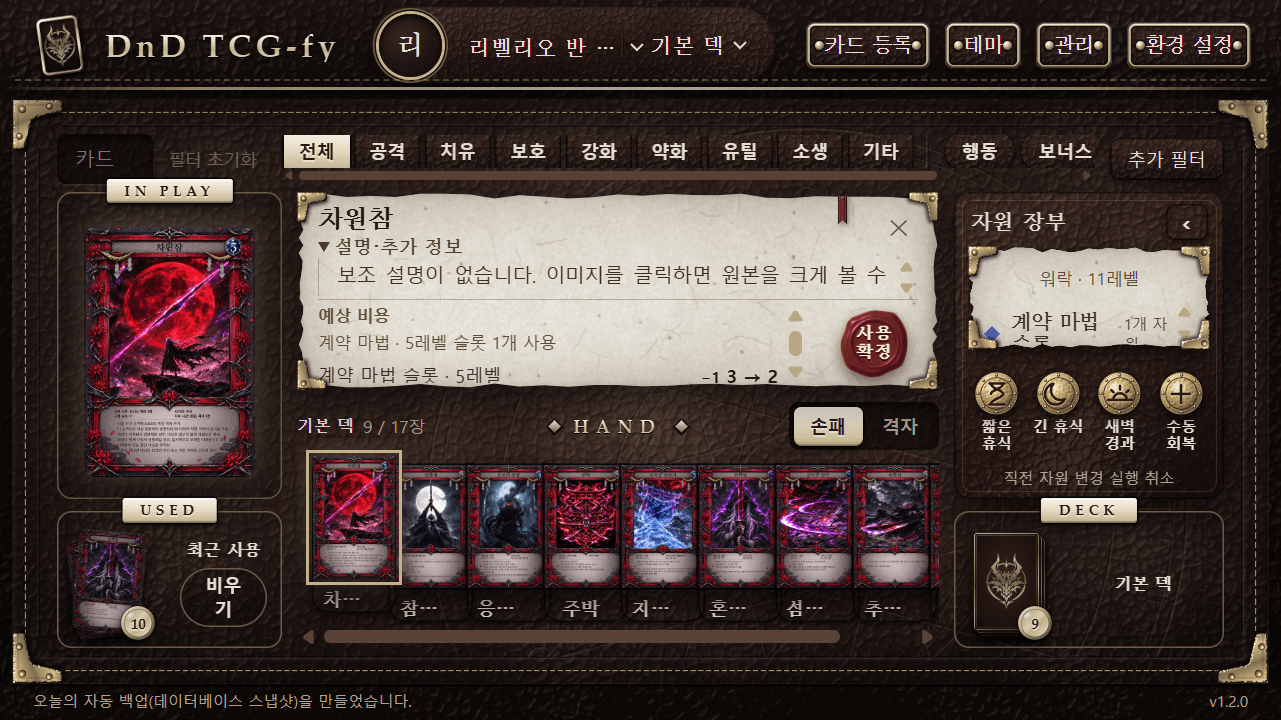 DnD TCG-fy
리
리벨리오 반 ···
기본 덱
카드 등록
테마
관리
환경 설정
카드
필터 초기화
전체
공격
치유
보호
강화
약화
유틸
소생
기타
행동
보너스
추가 필터
IN PLAY
차원참
5
차원참
▼설명·추가 정보
보조 설명이 없습니다. 이미지를 클릭하면 원본을 크게 볼 수
예상 비용
계약 마법 · 5레벨 슬롯 1개 사용
계약 마법 슬롯 · 5레벨
−1 3 → 2
사용
확정
자원 장부
워락 · 11레벨
계약 마법
1개 자
기본 덱 9 / 17장
HAND
손패
격자
짧은
휴식
긴 휴식
새벽
경과
수동
회복
직전 자원 변경 실행 취소
USED
최근 사용
비우
기
10
차···
참···
응···
주박
지···
혼···
섬···
추···
DECK
기본 덱
9
오늘의 자동 백업(데이터베이스 스냅샷)을 만들었습니다.
v1.2.0